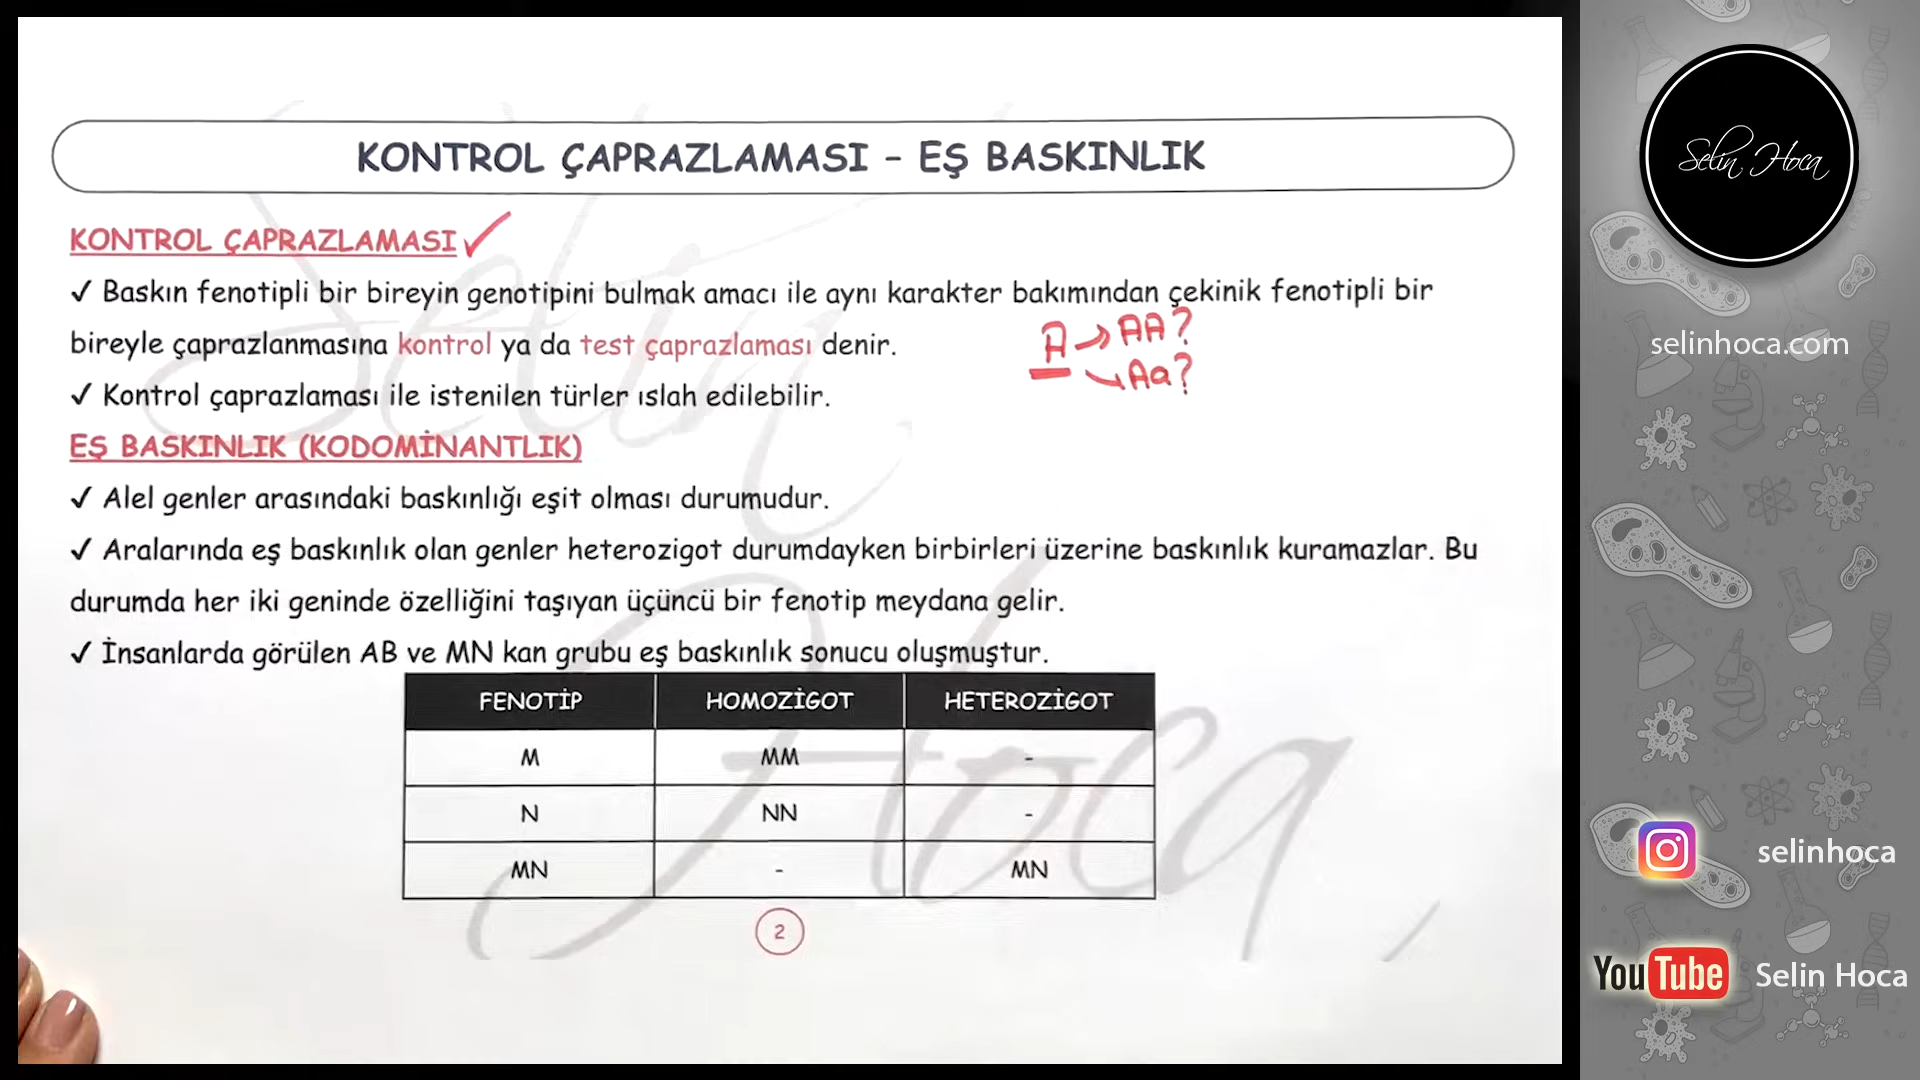 KONTROL ÇAPRAZLAMASI – EŞ BASKINLIK
KONTROL ÇAPRAZLAMASI ✓
✓ Baskın fenotipli bir bireyin genotipini bulmak amacı ile aynı karakter bakımından çekinik fenotipli bir
bireyle çaprazlanmasına kontrol ya da test çaprazlaması denir.
A → AA?
→ Aa?
✓ Kontrol çaprazlaması ile istenilen türler ıslah edilebilir.
EŞ BASKINLIK (KODOMİNANTLIK)
✓ Alel genler arasındaki baskınlığı eşit olması durumudur.
✓ Aralarında eş baskınlık olan genler heterozigot durumdayken birbirleri üzerine baskınlık kuramazlar. Bu
durumda her iki geninde özelliğini taşıyan üçüncü bir fenotip meydana gelir.
✓ İnsanlarda görülen AB ve MN kan grubu eş baskınlık sonucu oluşmuştur.
FENOTİP HOMOZİGOT HETEROZİGOT
M MM -
N NN -
MN - MN
2
Selin Hoca
Selin Hoca
selinhoca.com
selinhoca
YouTube Selin Hoca